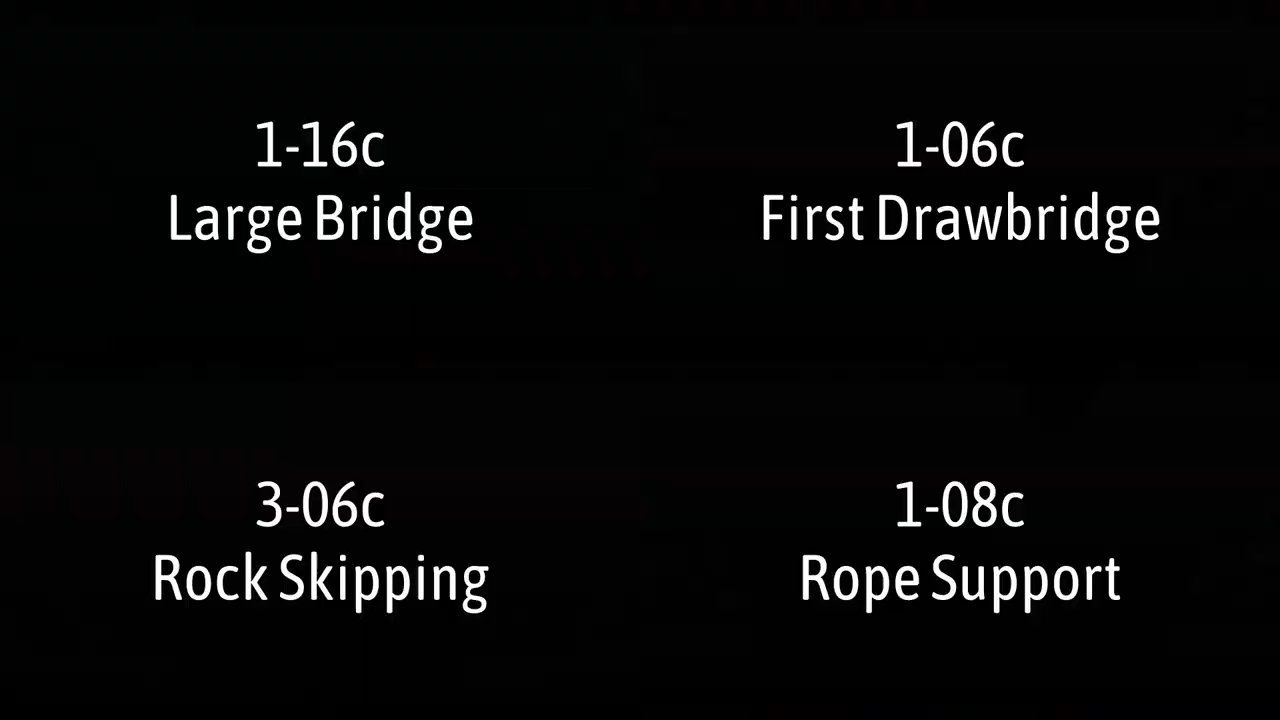 1-16c
Large Bridge
1-06c
First Drawbridge
3-06c
Rock Skipping
1-08c
Rope Support